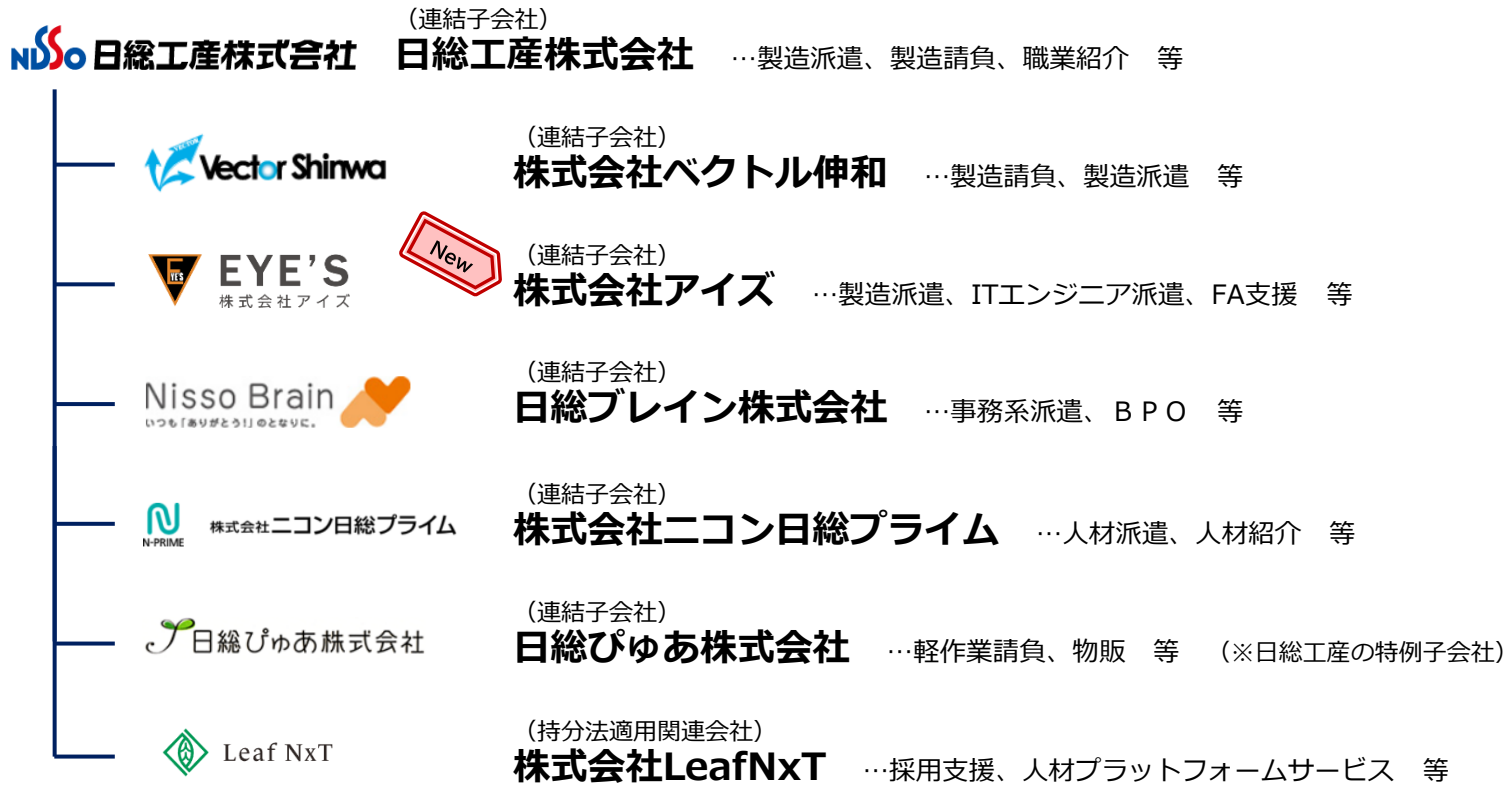 (連結子会社)
NISSO 日総工産株式会社 日総工産株式会社 …製造派遣、製造請負、職業紹介 等
(連結子会社)
VECTOR
Vector Shinwa 株式会社ベクトル伸和 …製造請負、製造派遣 等
New
(連結子会社)
EYE'S
EYE'S 株式会社アイズ …製造派遣、ITエンジニア派遣、FA支援 等
株式会社アイズ
(連結子会社)
Nisso Brain 日総ブレイン株式会社 …事務系派遣、BPO 等
いつも「ありがとう!」のとなりに。
(連結子会社)
N-PRIME 株式会社ニコン日総プライム 株式会社ニコン日総プライム …人材派遣、人材紹介 等
(連結子会社)
日総ぴゅあ株式会社 日総ぴゅあ株式会社 …軽作業請負、物販 等 (※日総工産の特例子会社)
(持分法適用関連会社)
Leaf NxT 株式会社LeafNxT …採用支援、人材プラットフォームサービス 等